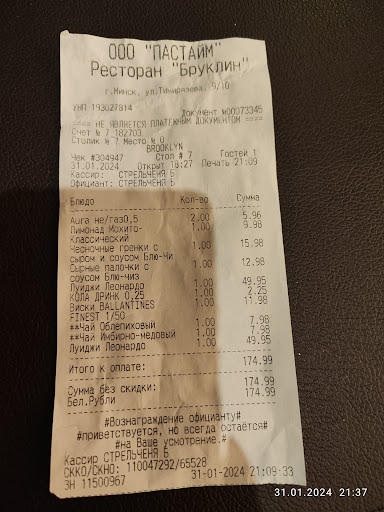 ООО "ПАСТАЙМ"
Ресторан "Бруклин"
г.Минск, ул.Тимирязева, 9/10
УНП 193027814 Документ №00073345
==== НЕ ЯВЛЯЕТСЯ ПЛАТЕЖНЫМ ДОКУМЕНТОМ ====
Счет № 7_182703
Столик № 7 Место № 0
BROOKLYN
Чек #304947 Стол # 7 Гостей 1
31.01.2024 Открыт 18:27 Печать 21:09
Кассир: СТРЕЛЬЧЕНЯ Б
Официант: СТРЕЛЬЧЕНЯ Б
Блюдо Кол-во Сумма
Aura не/газ0,5 2.00 5.96
Лимонад Мохито- 1.00 9.98
Классический
Чесночные гренки с 1.00 15.98
сыром и соусом Блю-Чи
Сырные палочки с 1.00 12.98
соусом Блю-чиз
Луиджи Леонардо 1.00 49.95
КОЛА ДРИНК 0,25 1.00 2.25
Виски BALLANTINES 1.00 11.98
FINEST 1/50
**Чай Облепиховый 1.00 7.98
**Чай Имбирно-медовый 1.00 7.98
Луиджи Леонардо 1.00 49.95
Итого к оплате: 174.99
Сумма без скидки: 174.99
Бел.Рубли 174.99
#Вознаграждение официанту#
#приветствуется, но всегда остаётся#
#на Ваше усмотрение.#
Кассир СТРЕЛЬЧЕНЯ Б
СККО/СКНО: 110047292/65528
ЗН 11500967 31-01-2024 21:09:33
31.01.2024 21:37